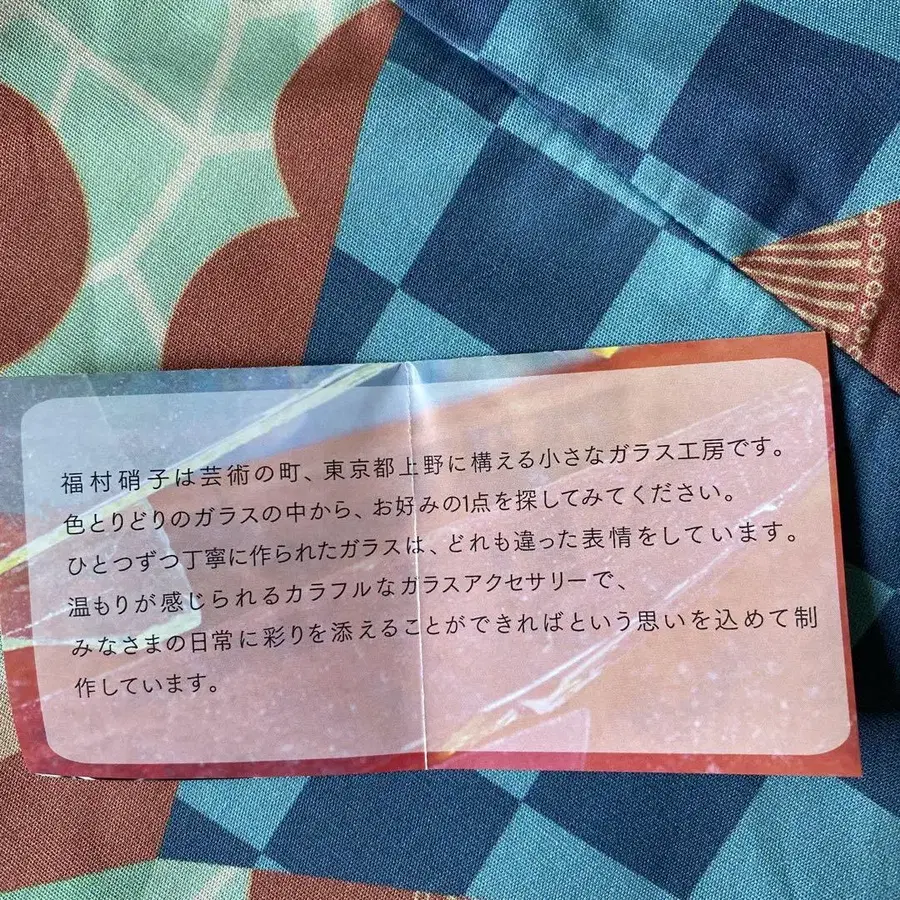 福村硝子は芸術の町、東京都上野に構える小さなガラス工房です。
色とりどりのガラスの中から、お好みの1点を探してみてください。
ひとつずつ丁寧に作られたガラスは、どれも違った表情をしています。
温もりが感じられるカラフルなガラスアクセサリーで、
みなさまの日常に彩りを添えることができればという思いを込めて制
作しています。